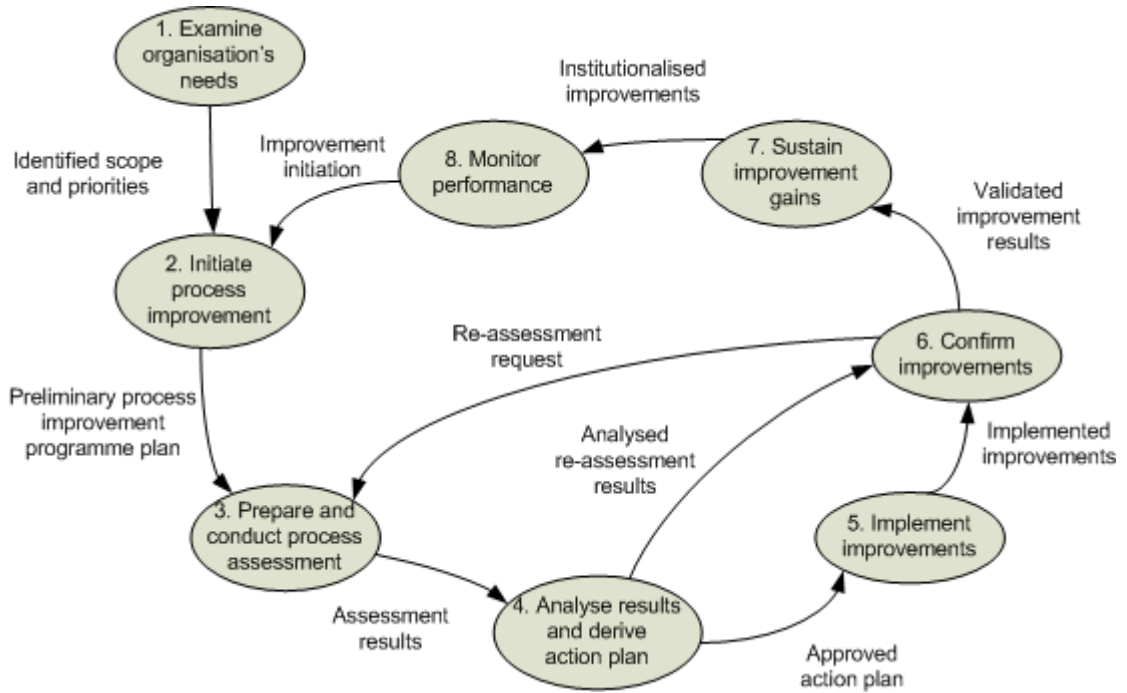 1. Examine
organisation's
needs
Identified scope
and priorities
Improvement
initiation
8. Monitor
performance
Institutionalised
improvements
7. Sustain
improvement
gains
Validated
improvement
results
2. Initiate
process
improvement
Re-assessment
request
6. Confirm
improvements
Preliminary process
improvement
programme plan
Analysed
re-assessment
results
Implemented
improvements
3. Prepare and
conduct process
assessment
5. Implement
improvements
Assessment
results
4. Analyse results
and derive
action plan
Approved
action plan